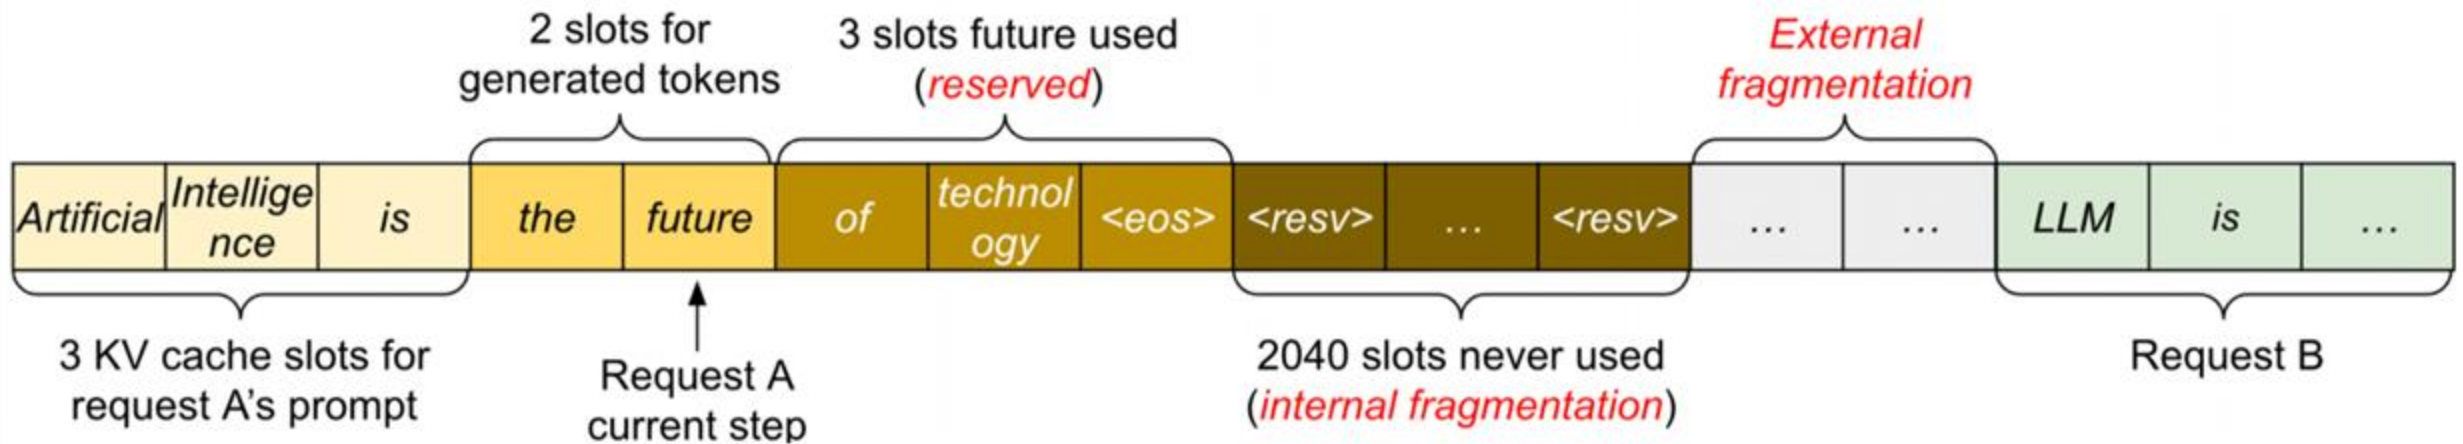 2 slots for
generated tokens
3 slots future used
(reserved)
External
fragmentation
Artificial
Intellige
nce
is
the
future
of
technol
ogy
<eos>
<resv>
...
<resv>
...
...
LLM
is
...
3 KV cache slots for
request A's prompt
Request A
current step
2040 slots never used
(internal fragmentation)
Request B